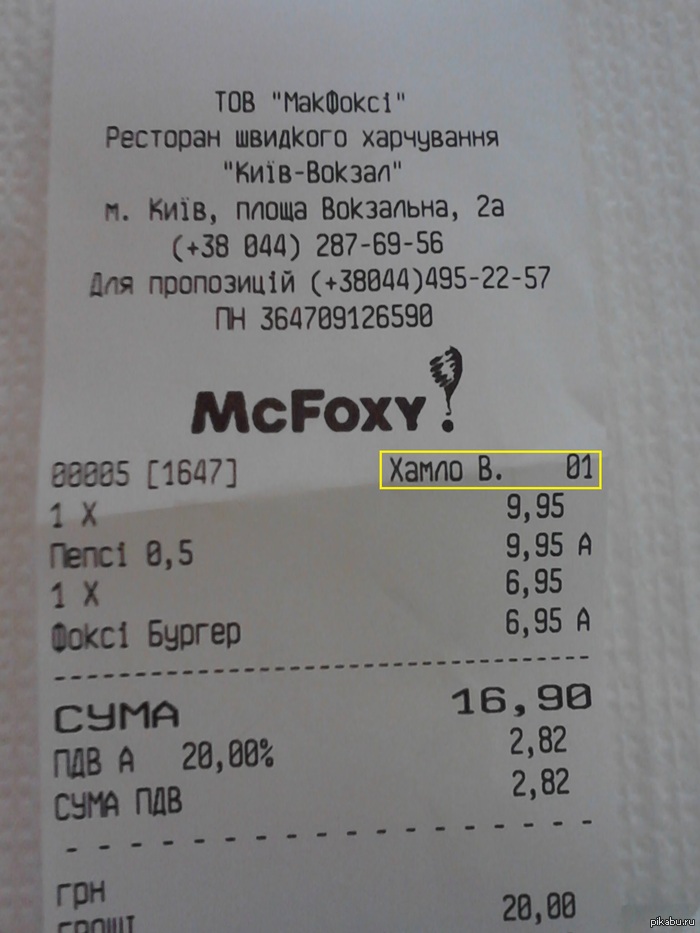 ТОВ "МакФоксі"
Ресторан швидкого харчування
"Київ-Вокзал"
м. Київ, площа Вокзальна, 2а
(+38 044) 287-69-56
Для пропозицій (+38044)495-22-57
ПН 364709126590
McFoxy!
00005 [1647] Хамло В. 01
1 X 9,95
Пепсі 0,5 9,95 А
1 X 6,95
Фоксі Бургер 6,95 А
СУМА 16,90
ПДВ А 20,00% 2,82
СУМА ПДВ 2,82
грн
ГРОШІ 20,00
pikabu.ru